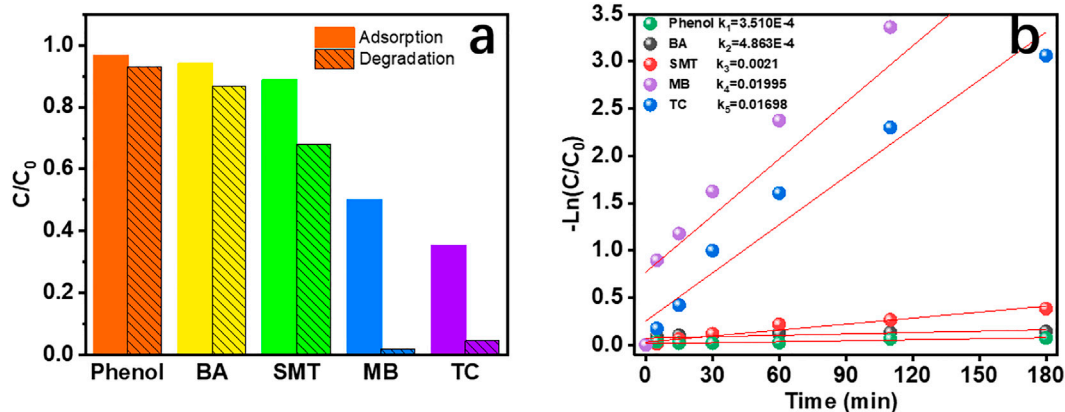 a
Adsorption
Degradation
C/C₀
1.0
0.8
0.6
0.4
0.2
0.0
Phenol BA SMT MB TC
b
Phenol k₁=3.510E-4
BA k₂=4.863E-4
SMT k₃=0.0021
MB k₄=0.01995
TC k₅=0.01698
-Ln(C/C₀)
3.5
3.0
2.5
2.0
1.5
1.0
0.5
0.0
0 30 60 90 120 150 180
Time (min)